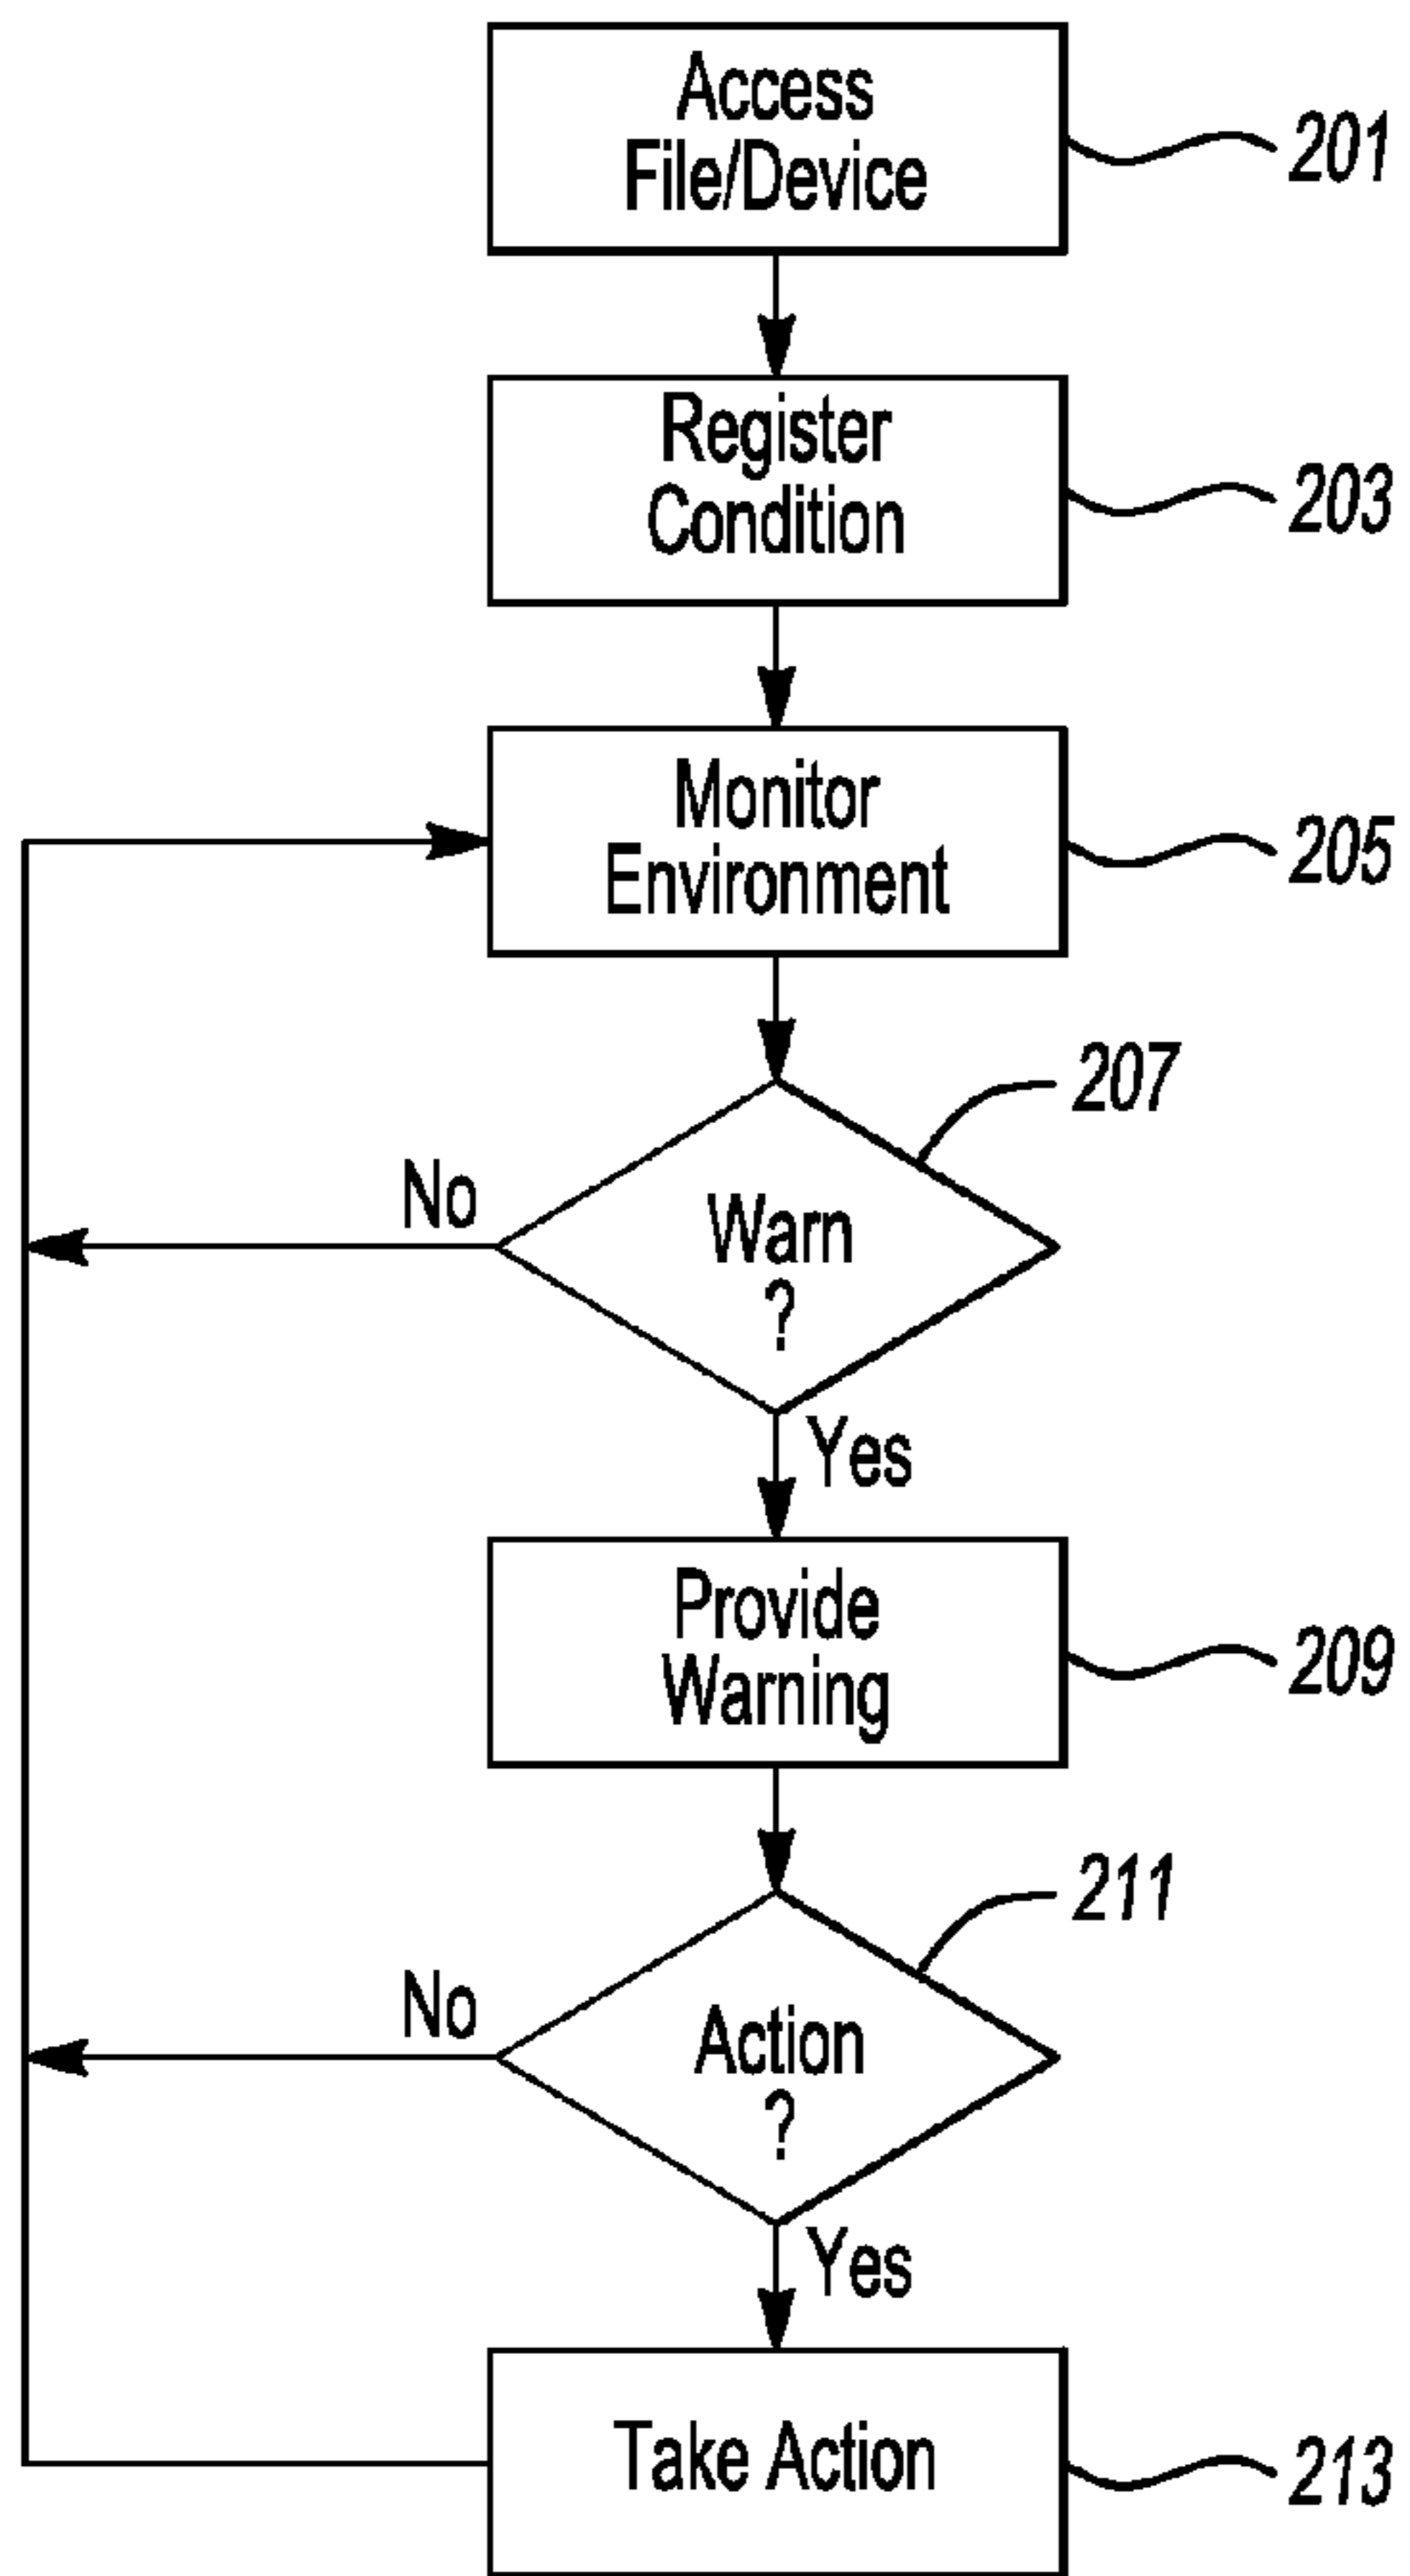 Access
File/Device
201
Register
Condition
203
Monitor
Environment
205
207
No
Warn
?
Yes
Provide
Warning
209
211
No
Action
?
Yes
Take Action
213